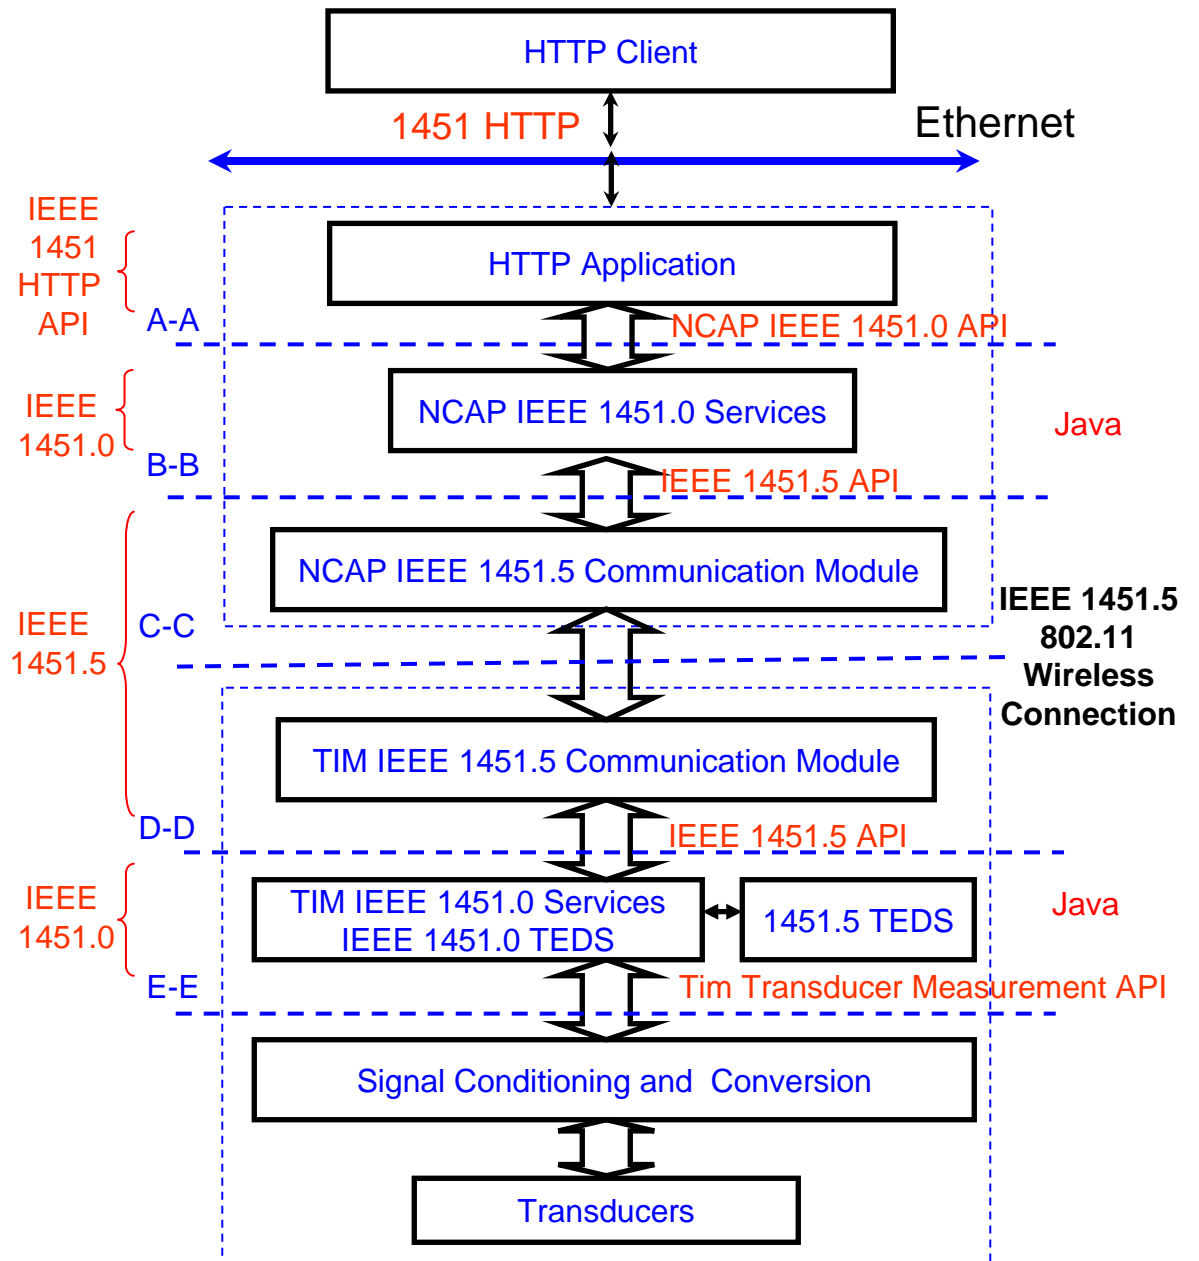 HTTP Client
1451 HTTP
Ethernet
IEEE
1451
HTTP
API
HTTP Application
A-A
NCAP IEEE 1451.0 API
IEEE
1451.0
NCAP IEEE 1451.0 Services
Java
B-B
IEEE 1451.5 API
NCAP IEEE 1451.5 Communication Module
IEEE 1451.5
802.11
Wireless
Connection
IEEE
1451.5
C-C
TIM IEEE 1451.5 Communication Module
D-D
IEEE 1451.5 API
IEEE
1451.0
TIM IEEE 1451.0 Services
IEEE 1451.0 TEDS
1451.5 TEDS
Java
E-E
Tim Transducer Measurement API
Signal Conditioning and Conversion
Transducers